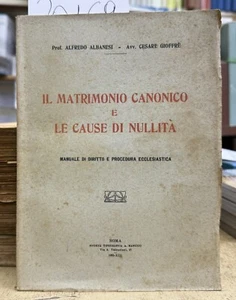 Prof. ALFREDO ALBANESI - Avv. CESARE GIOFFRÈ
IL MATRIMONIO CANONICO
E
LE CAUSE DI NULLITÀ
MANUALE DI DIRITTO E PROCEDURA ECCLESIASTICA
ROMA